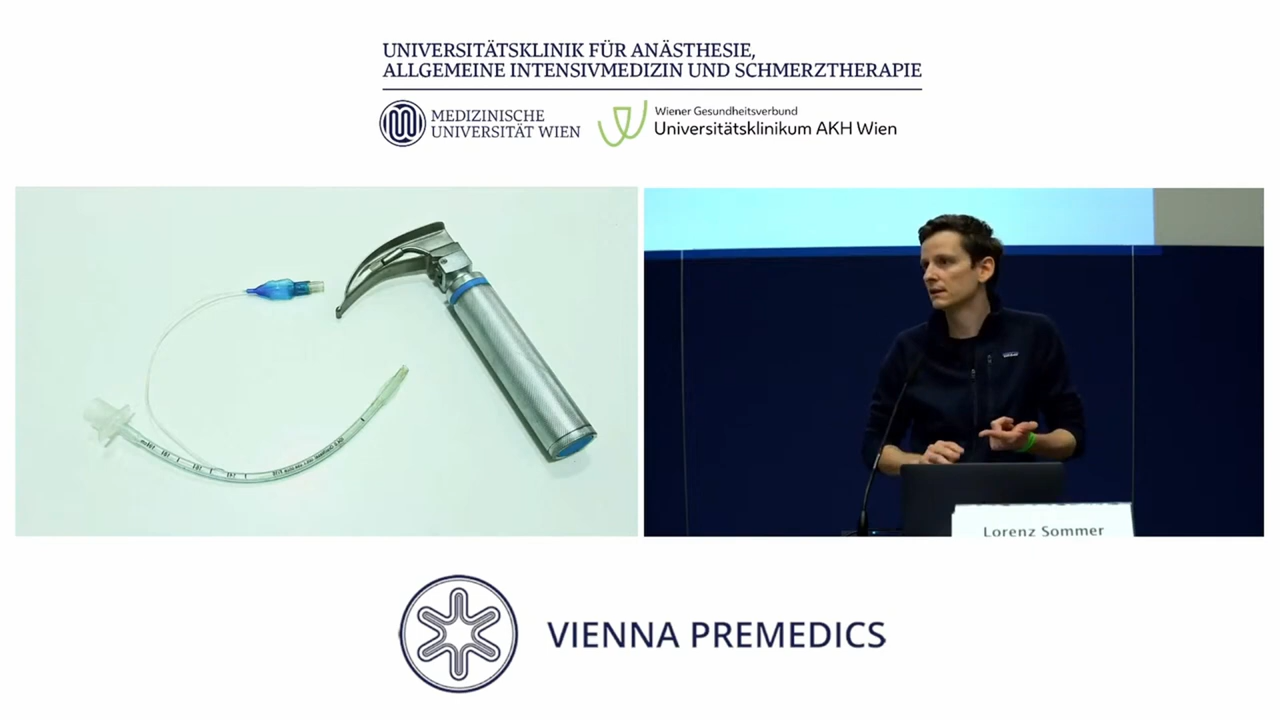 UNIVERSITÄTSKLINIK FÜR ANÄSTHESIE,
ALLGEMEINE INTENSIVMEDIZIN UND SCHMERZTHERAPIE
MEDIZINISCHE
UNIVERSITÄT WIEN
Wiener Gesundheitsverbund
Universitätsklinikum AKH Wien
Lorenz Sommer
VIENNA PREMEDICS